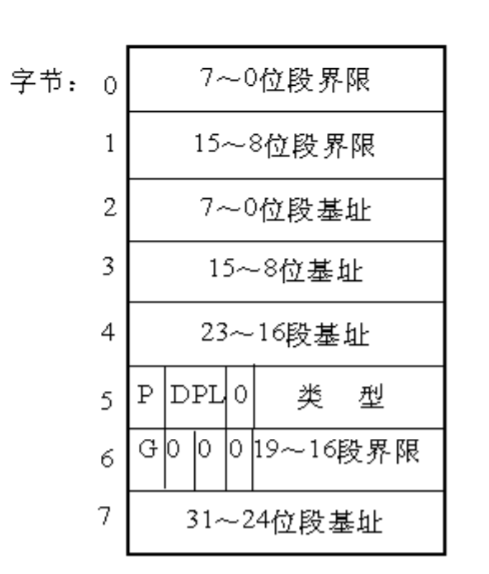 字节： 0 7～0位段界限
1 15～8位段界限
2 7～0位段基址
3 15～8位基址
4 23～16段基址
5 P DPL 0 类 型
6 G 0 0 0 19～16段界限
7 31～24位段基址